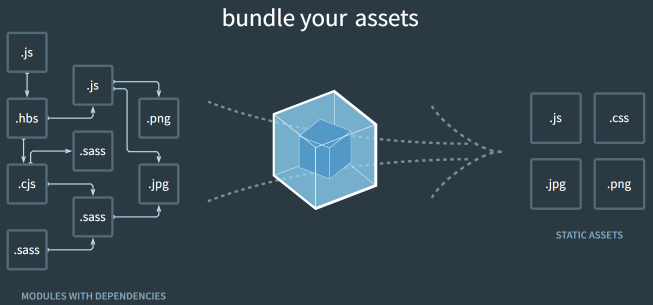 bundle your assets
.js
.js
.hbs
.png
.sass
.cjs
.jpg
.sass
.sass
MODULES WITH DEPENDENCIES
.js
.css
.jpg
.png
STATIC ASSETS